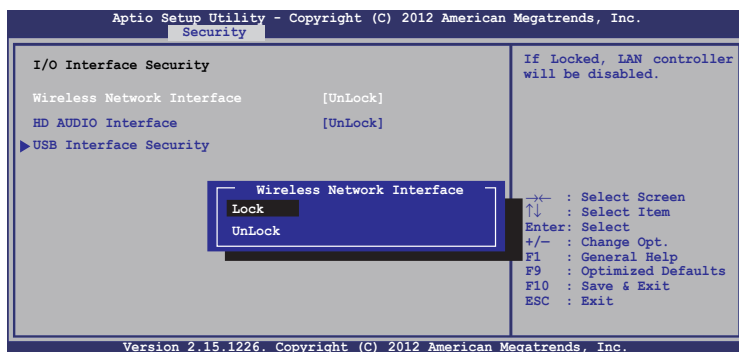 Aptio Setup Utility - Copyright (C) 2012 American Megatrends, Inc.
Security
I/O Interface Security
Wireless Network Interface [UnLock]
HD AUDIO Interface [UnLock]
USB Interface Security
If Locked, LAN controller
will be disabled.
Wireless Network Interface
Lock
UnLock
→← : Select Screen
↑↓ : Select Item
Enter: Select
+/— : Change Opt.
F1 : General Help
F9 : Optimized Defaults
F10 : Save & Exit
ESC : Exit
Version 2.15.1226. Copyright (C) 2012 American Megatrends, Inc.